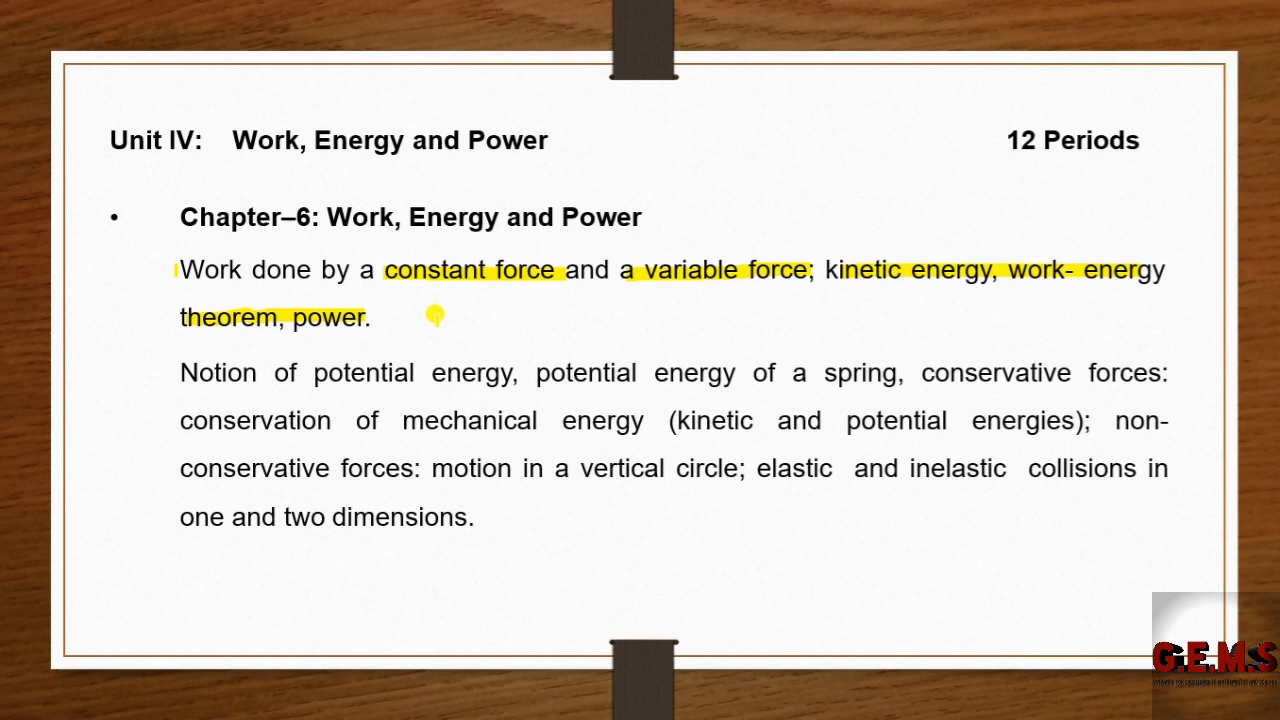 Unit IV: Work, Energy and Power 12 Periods
• Chapter–6: Work, Energy and Power
Work done by a constant force and a variable force; kinetic energy, work- energy
theorem, power.
Notion of potential energy, potential energy of a spring, conservative forces:
conservation of mechanical energy (kinetic and potential energies); non-
conservative forces: motion in a vertical circle; elastic and inelastic collisions in
one and two dimensions.
G.E.M.S